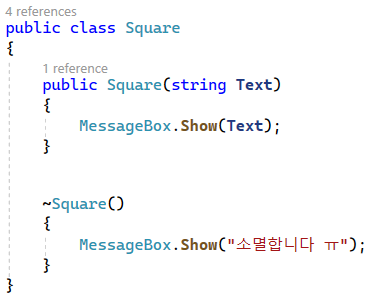 4 references
public class Square
{
1 reference
public Square(string Text)
{
MessageBox.Show(Text);
}
~Square()
{
MessageBox.Show("소멸합니다 ㅠ");
}
}